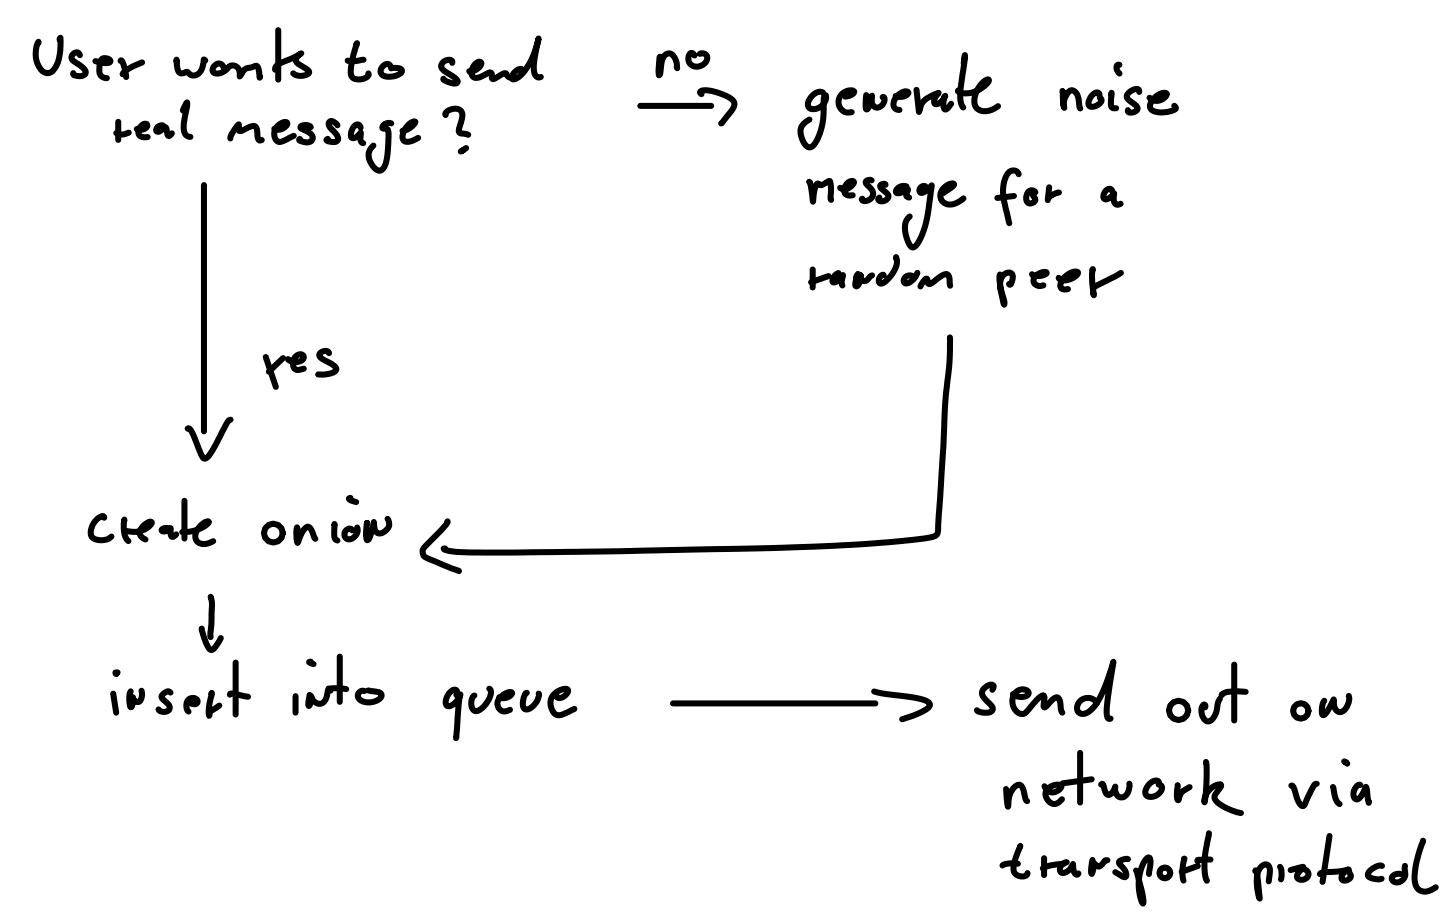 User wants to send
real message?
no
generate noise
message for a
random peer
yes
create onion
insert into queue
send out on
network via
transport protocol